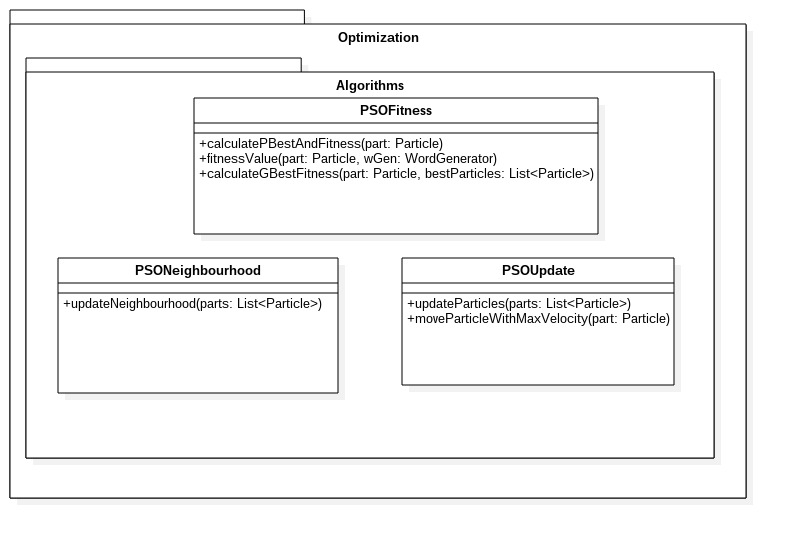 Optimization
Algorithms
PSOFitness
+calculatePBestAndFitness(part: Particle)
+fitnessValue(part: Particle, wGen: WordGenerator)
+calculateGBestFitness(part: Particle, bestParticles: List<Particle>)
PSONeighbourhood
+updateNeighbourhood(parts: List<Particle>)
PSOUpdate
+updateParticles(parts: List<Particle>)
+moveParticleWithMaxVelocity(part: Particle)